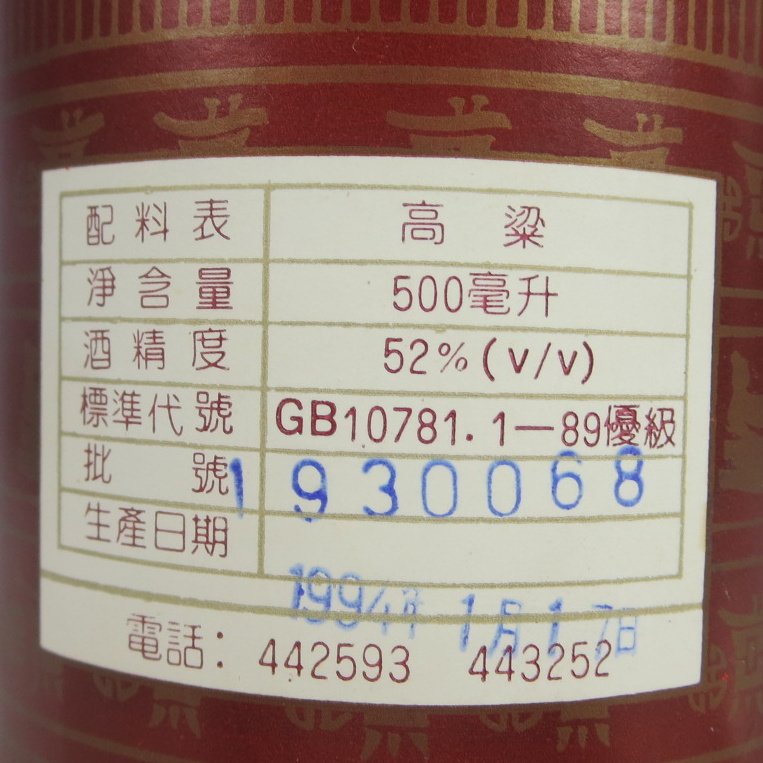 配料表 高粱
淨含量 500毫升
酒精度 52%(v/v)
標準代號 GB10781.1—89優級
批號 1930068
生產日期
1994年1月17日
電話: 442593 443252